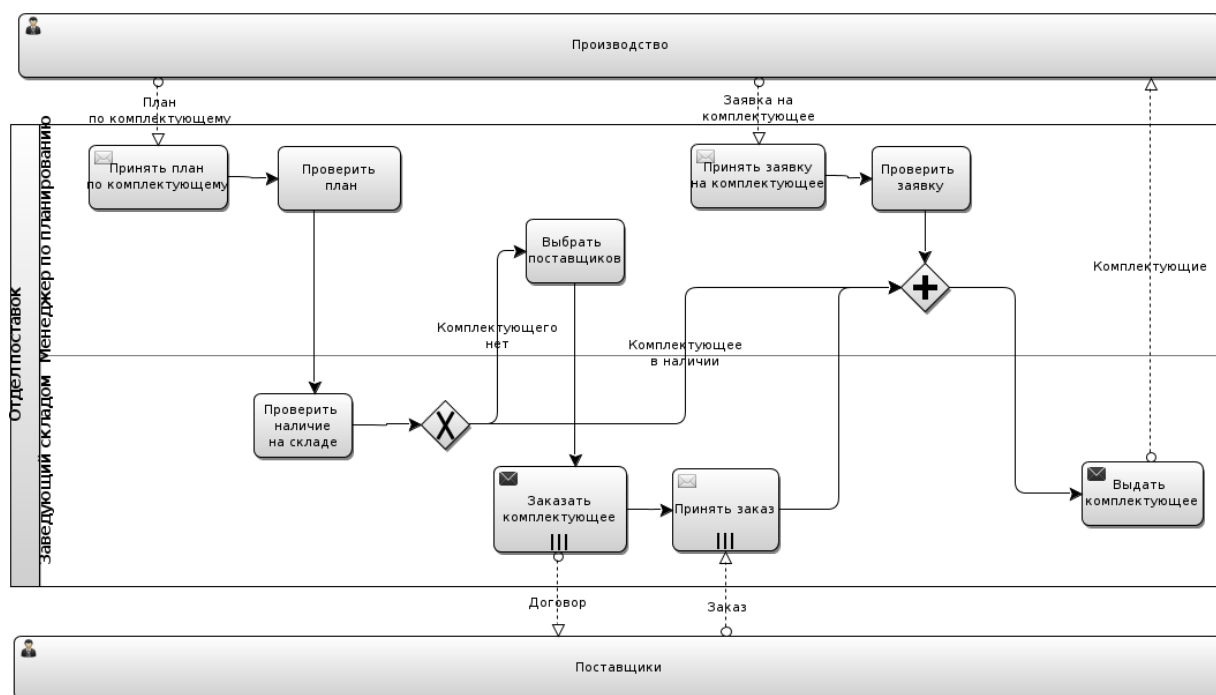 Производство
План
по комплектующему
Заявка на
комплектующее
Отдел поставок
Менеджер по планированию
Принять план
по комплектующему
Проверить
план
Принять заявку
на комплектующее
Проверить
заявку
Выбрать
поставщиков
Комплектующие
Комплектующего
нет
Комплектующее
в наличии
Заведующий складом
Проверить
наличие
на складе
X
Заказать
комплектующее
Принять заказ
Выдать
комплектующее
Договор
Заказ
Поставщики